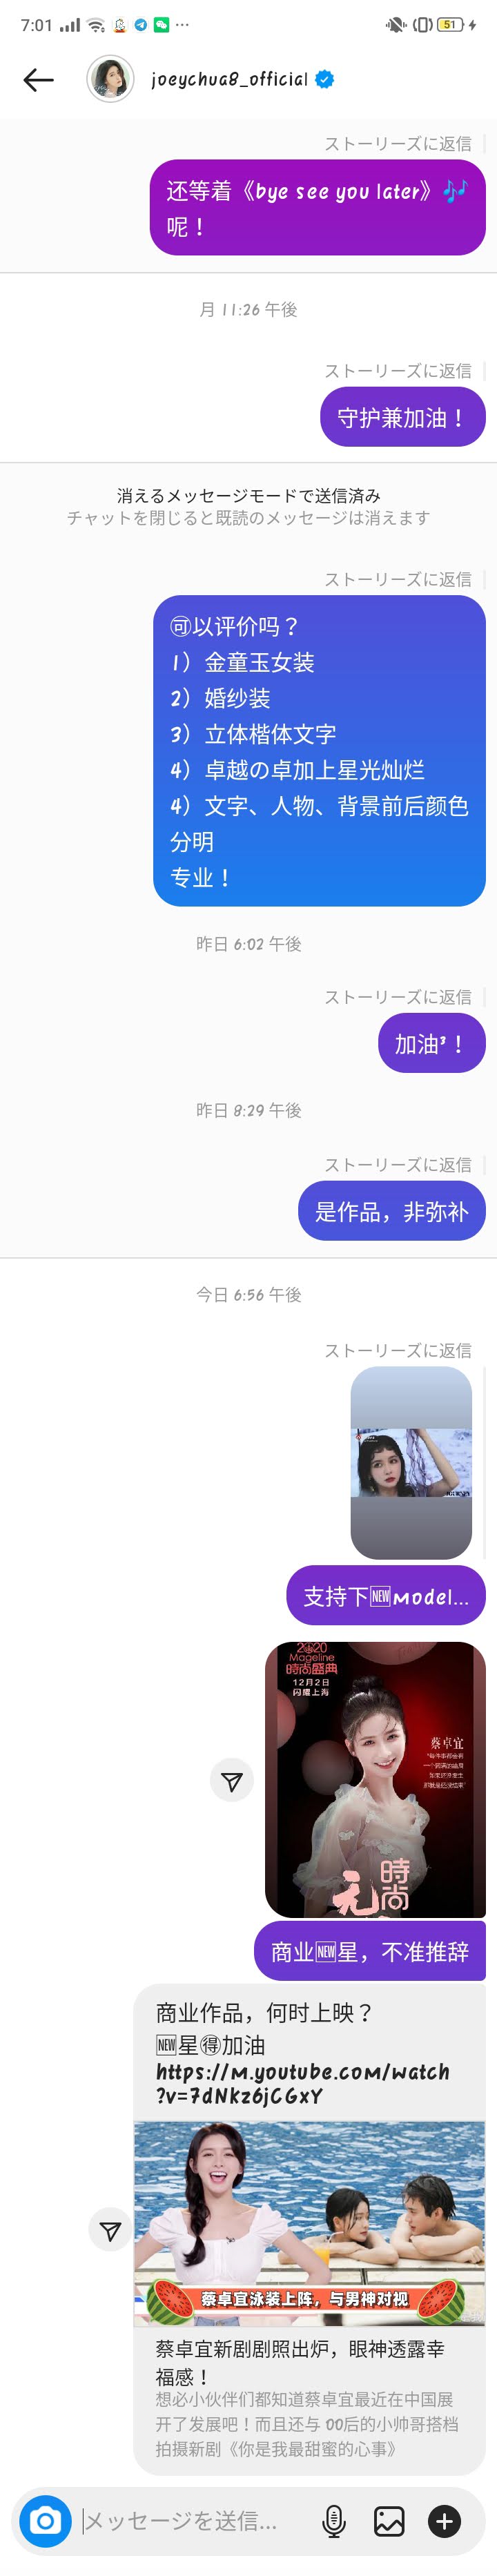 7:01
51
joeychua8_official
ストーリーズに返信
还等着《bye see you later》🎶
呢！
月 11:26 午後
ストーリーズに返信
守护兼加油！
消えるメッセージモードで送信済み
チャットを閉じると既読のメッセージは消えます
ストーリーズに返信
🉑以评价吗？
1）金童玉女装
2）婚纱装
3）立体楷体文字
4）卓越の卓加上星光灿烂
4）文字、人物、背景前后颜色
分明
专业！
昨日 6:02 午後
ストーリーズに返信
加油³！
昨日 8:29 午後
ストーリーズに返信
是作品，非弥补
今日 6:56 午後
ストーリーズに返信
支持下🆕model...
2020
Mageline
時尚盛典
12月2日
闪耀上海
蔡卓宜
元時尚
商业🆕星，不准推辞
商业作品，何时上映？
🆕星🉐加油
https://m.youtube.com/watch
?v=7dNkz6jCGxY
蔡卓宜泳装上阵，与男神对视
蔡卓宜新剧剧照出炉，眼神透露幸
福感！
想必小伙伴们都知道蔡卓宜最近在中国展
开了发展吧！而且还与 00后的小帅哥搭档
拍摄新剧《你是我最甜蜜的心事》
メッセージを送信...